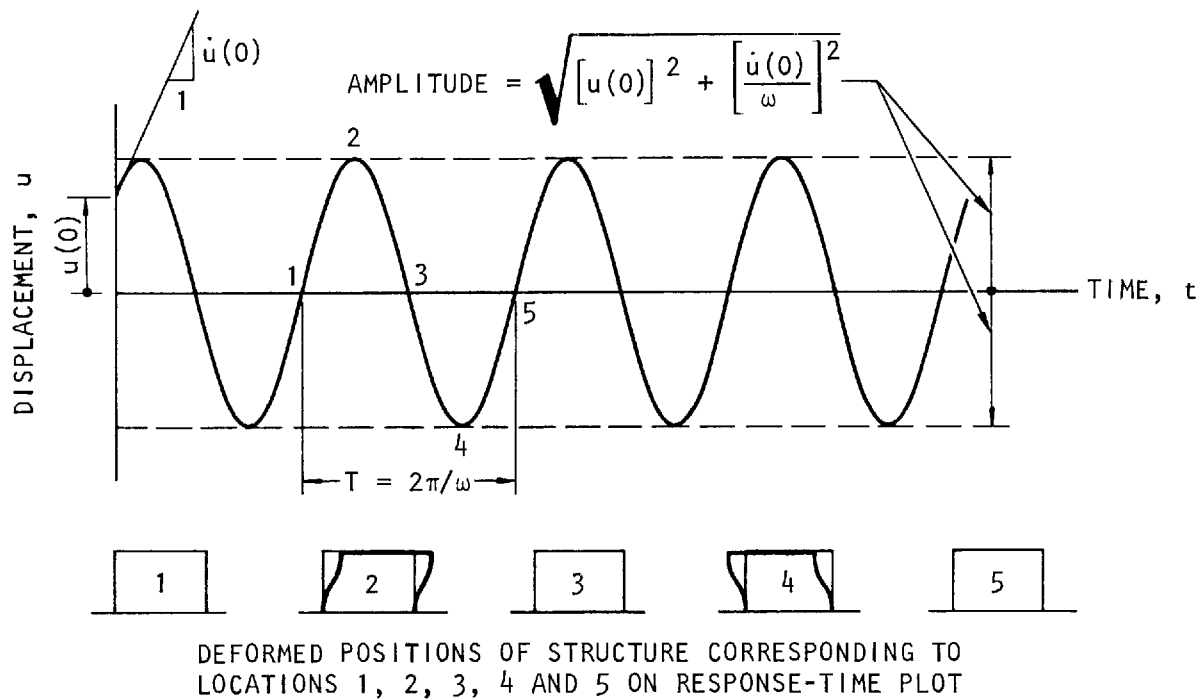 u̇(0)
1
AMPLITUDE = √([u(0)]² + [u̇(0)/ω]²)
2
DISPLACEMENT, u
u(0)
1
3
5
TIME, t
4
T = 2π/ω
1
2
3
4
5
DEFORMED POSITIONS OF STRUCTURE CORRESPONDING TO
LOCATIONS 1, 2, 3, 4 AND 5 ON RESPONSE-TIME PLOT